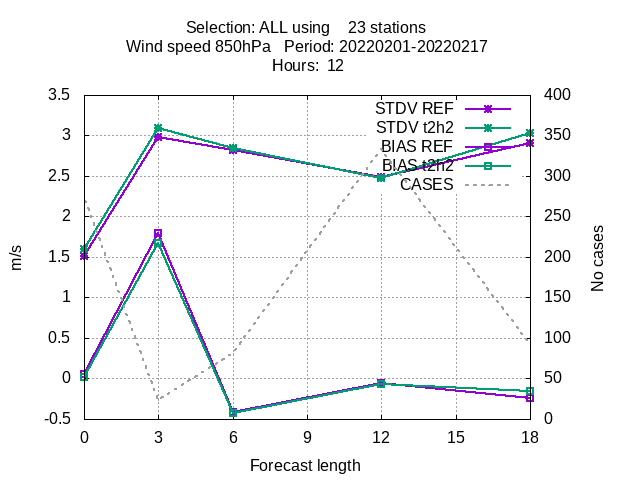 Selection: ALL using 23 stations
Wind speed 850hPa Period: 20220201-20220217
Hours: 12
3.5
3
2.5
2
1.5
1
0.5
0
-0.5
m/s
400
350
300
250
200
150
100
50
0
No cases
STDV REF
STDV t2h2
BIAS REF
BIAS t2h2
CASES
0 3 6 9 12 15 18
Forecast length